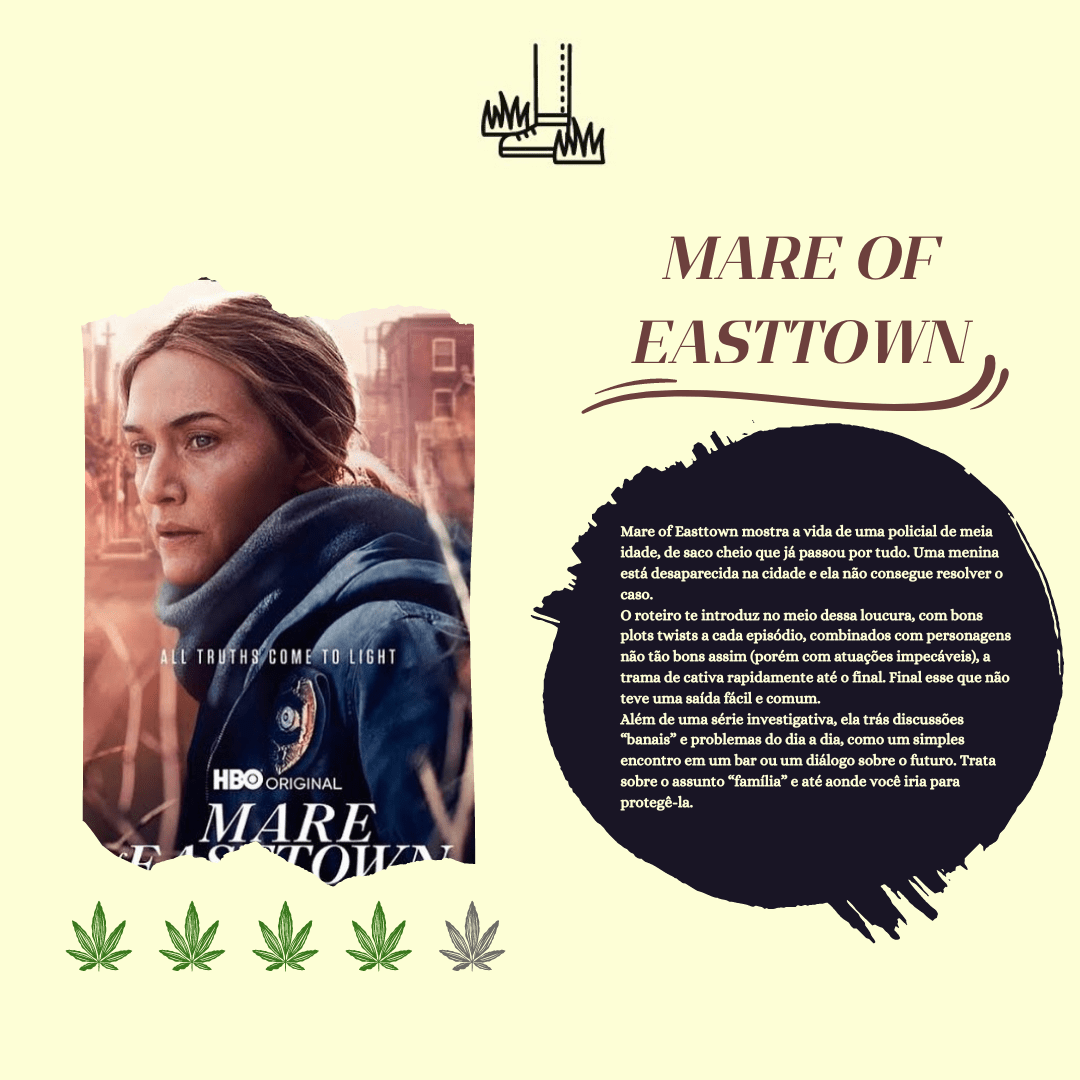 MARE OF
EASTTOWN
Mare of Easttown mostra a vida de uma policial de meia
idade, de saco cheio que já passou por tudo. Uma menina
está desaparecida na cidade e ela não consegue resolver o
caso.
O roteiro te introduz no meio dessa loucura, com bons
plots twists a cada episódio, combinados com personagens
não tão bons assim (porém com atuações impecáveis), a
trama de cativa rapidamente até o final. Final esse que não
teve uma saída fácil e comum.
Além de uma série investigativa, ela trás discussões
“banais” e problemas do dia a dia, como um simples
encontro em um bar ou um diálogo sobre o futuro. Trata
sobre o assunto “família” e até aonde você iria para
protegê-la.
ALL TRUTHS COME TO LIGHT
HBO ORIGINAL
MARE
OF EASTTOWN